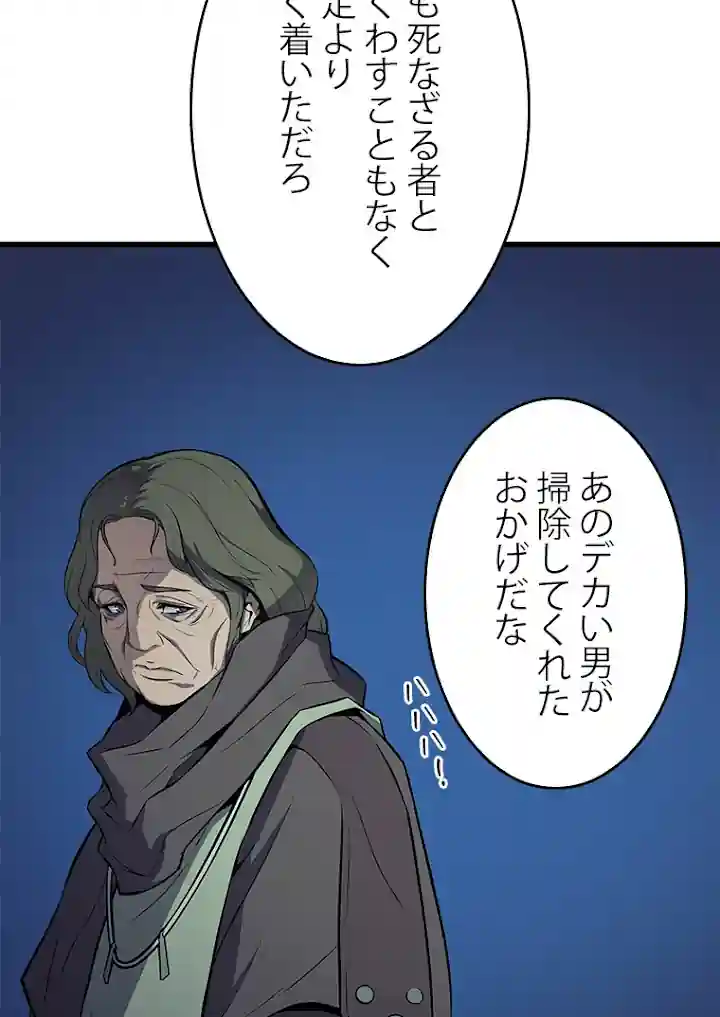 も死なざる者と
くわすこともなく
定より
く着いただろ
あのデカい男が
掃除してくれた
おかげだな
ハハハハ!